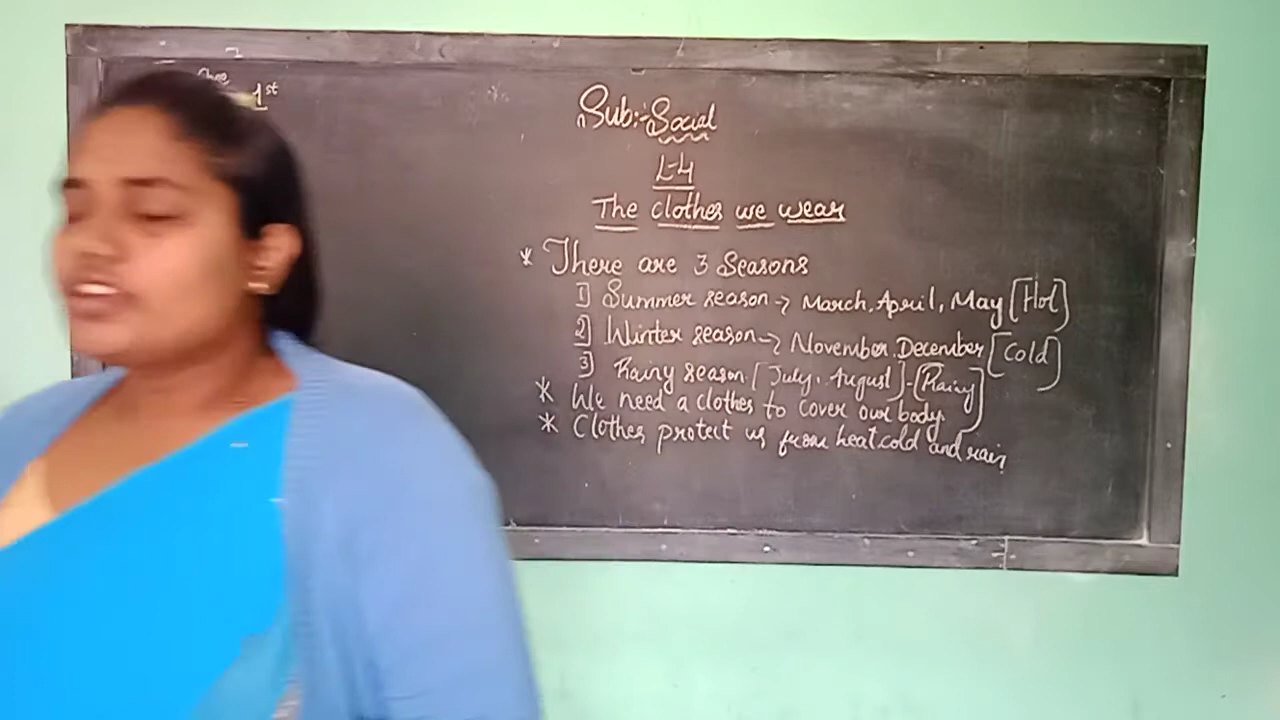 1st
Sub:- Social
L-4
The clothes we wear
* There are 3 Seasons
1] Summer season → March, April, May [Hot]
2] Winter season → November, December [Cold]
3] Rainy season [July, August] - [Rainy]
* We need a clothes to cover our body
* Clothes protect us from heat cold and rain